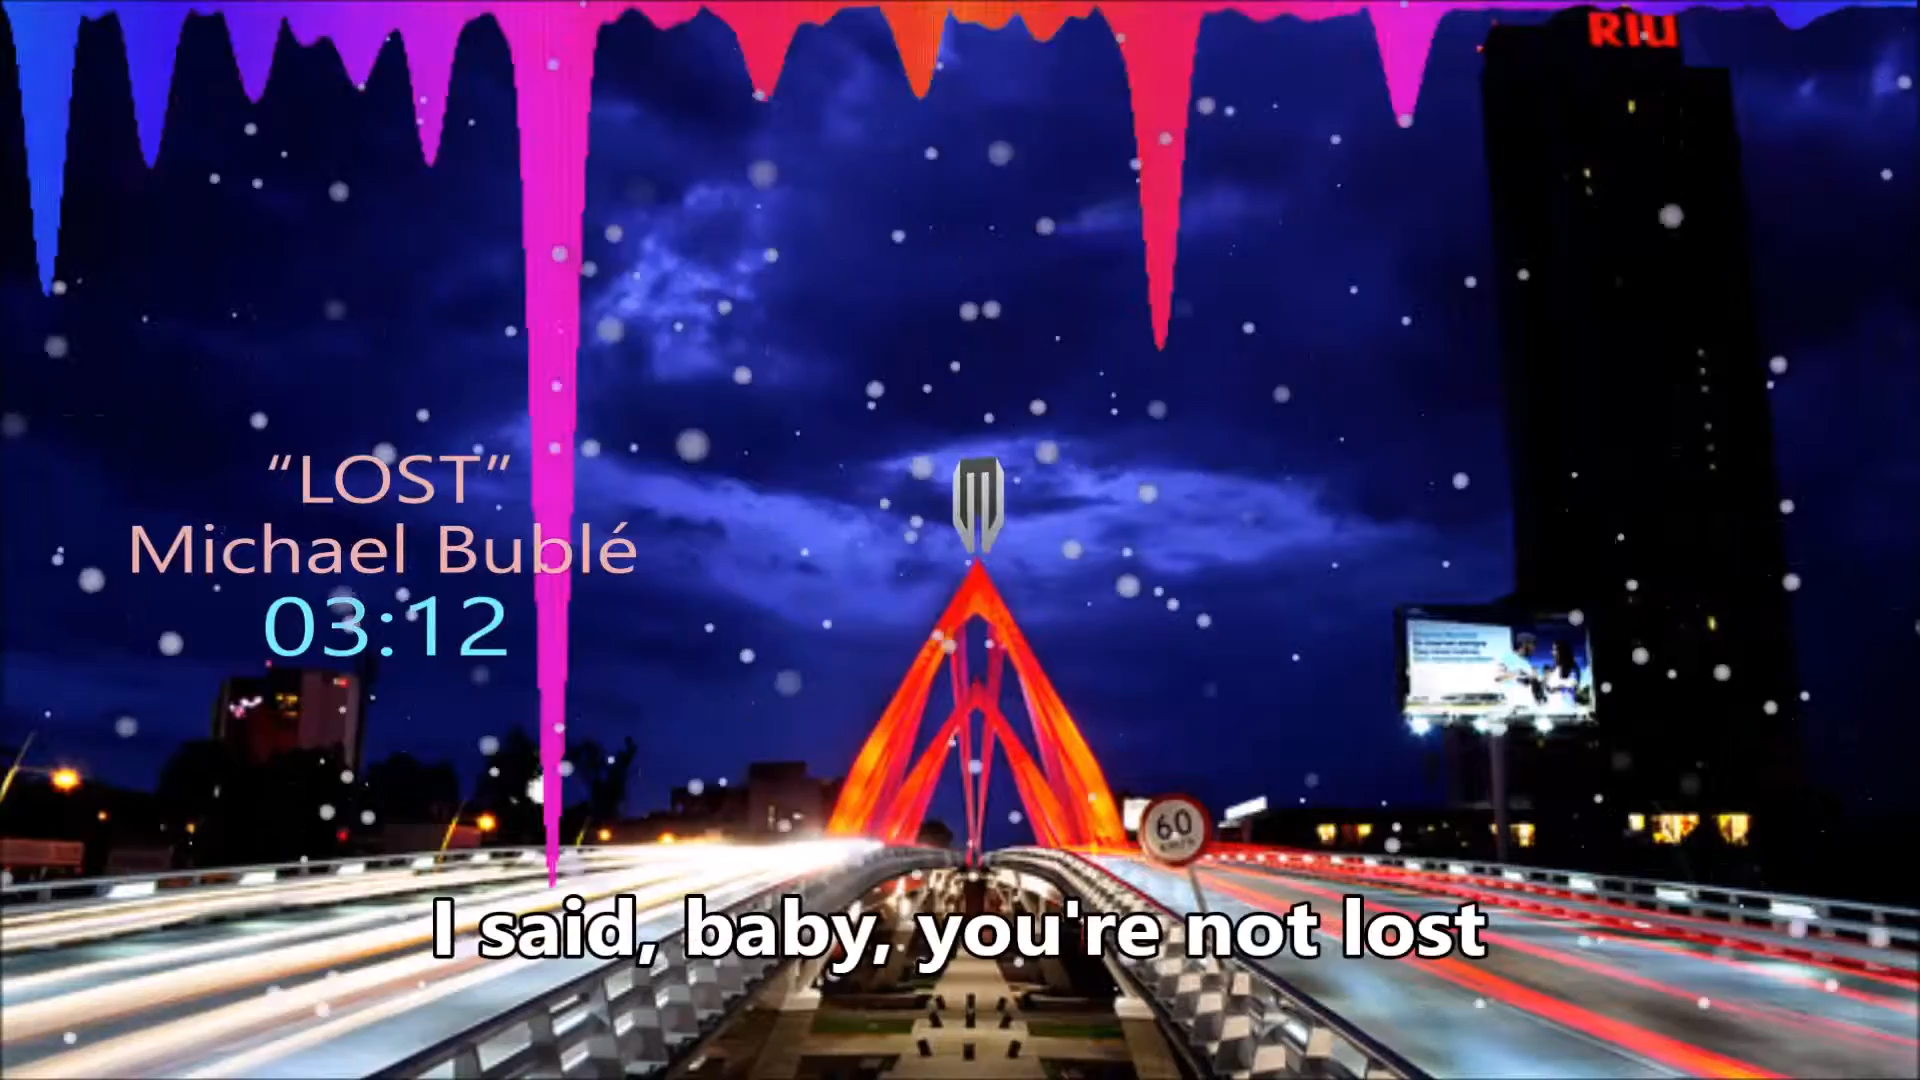 RIU
“LOST”
Michael Bublé
03:12
60
I said, baby, you're not lost